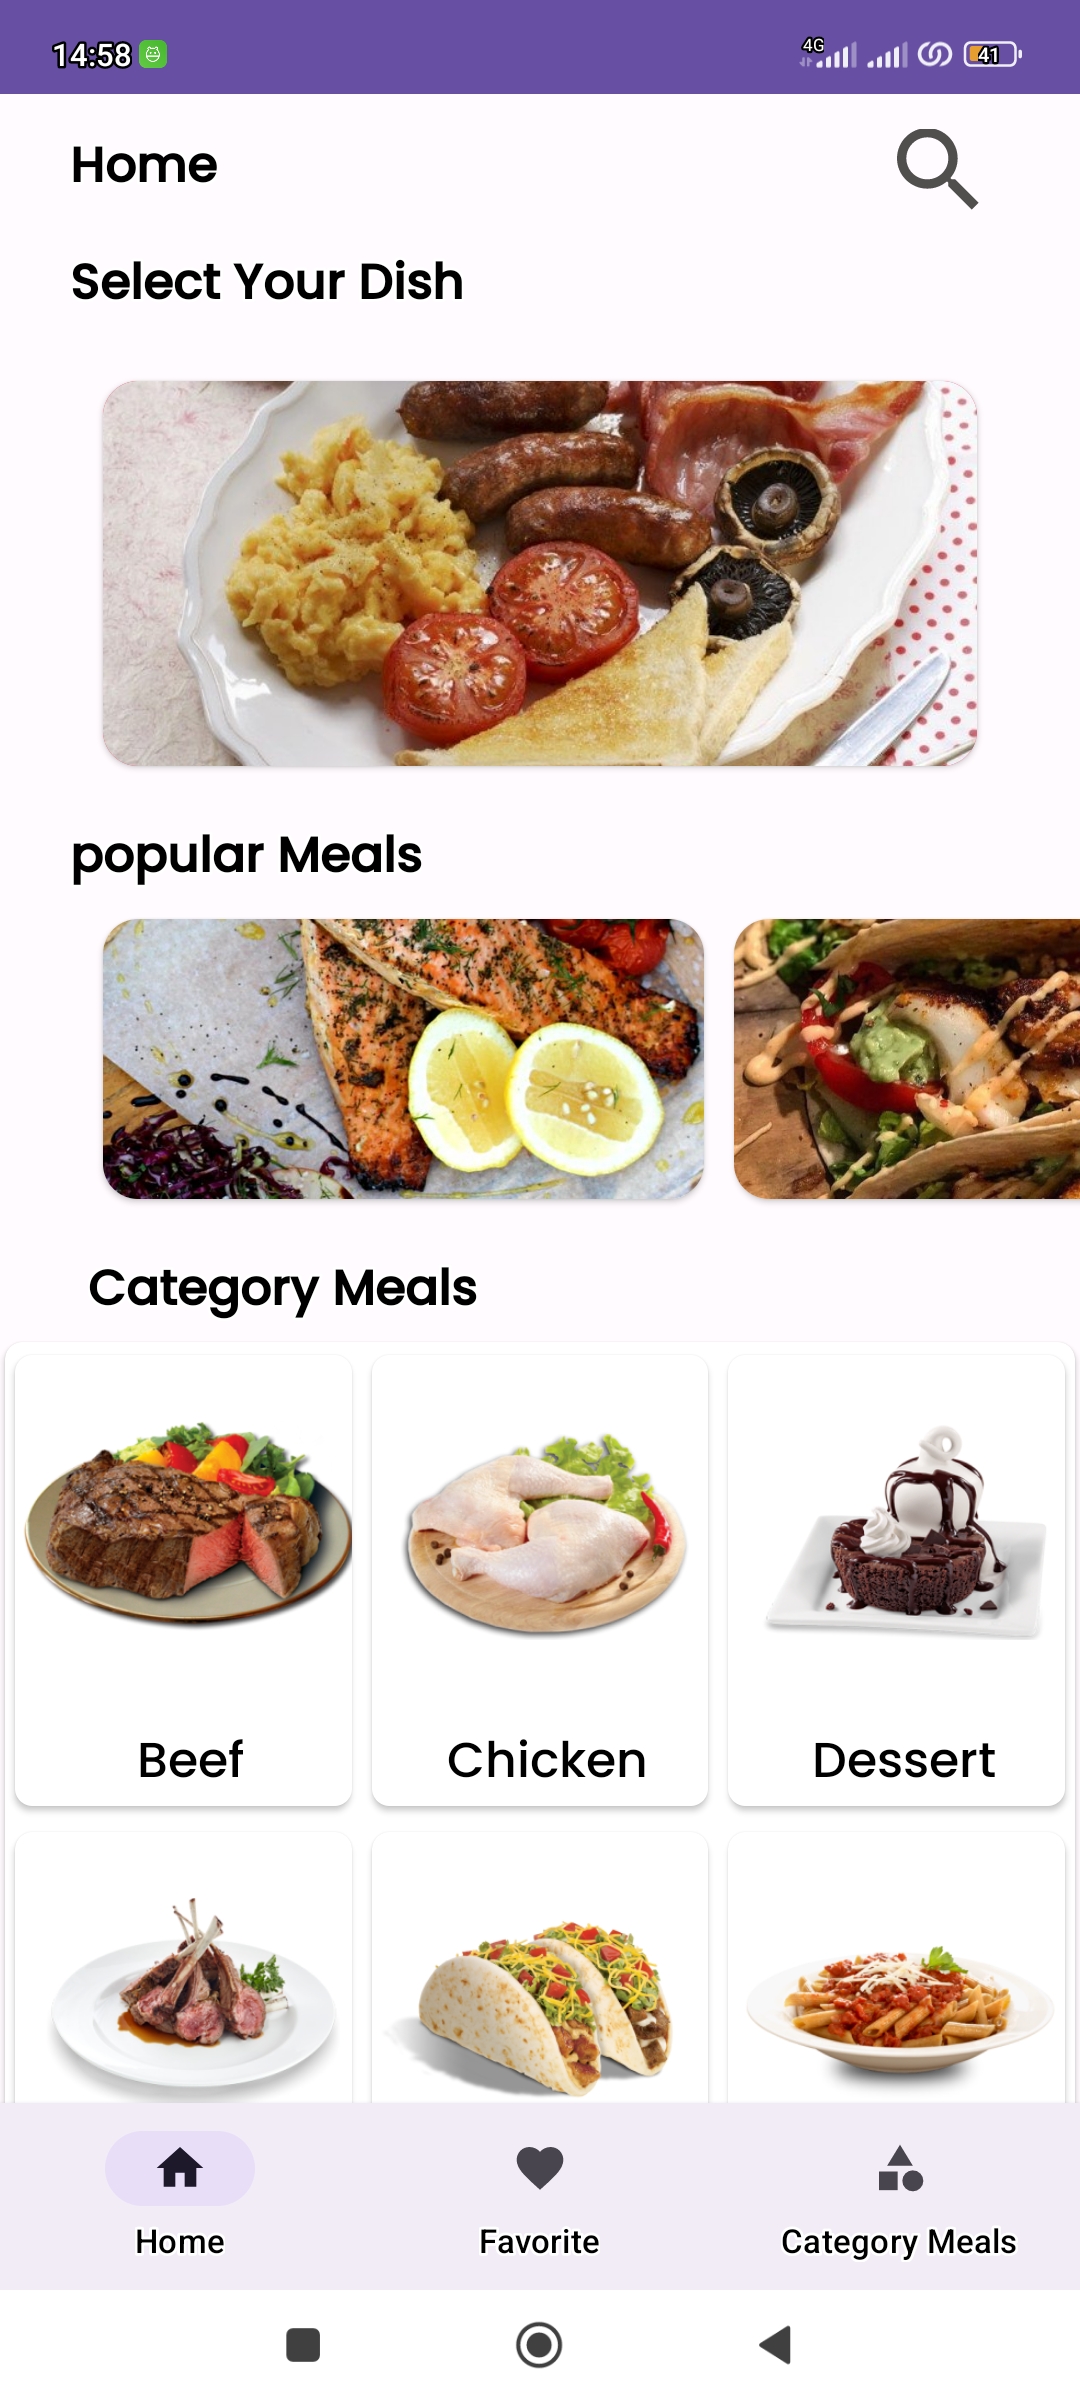 14:58
4G
41
Home
Select Your Dish
popular Meals
Category Meals
Beef
Chicken
Dessert
Home
Favorite
Category Meals